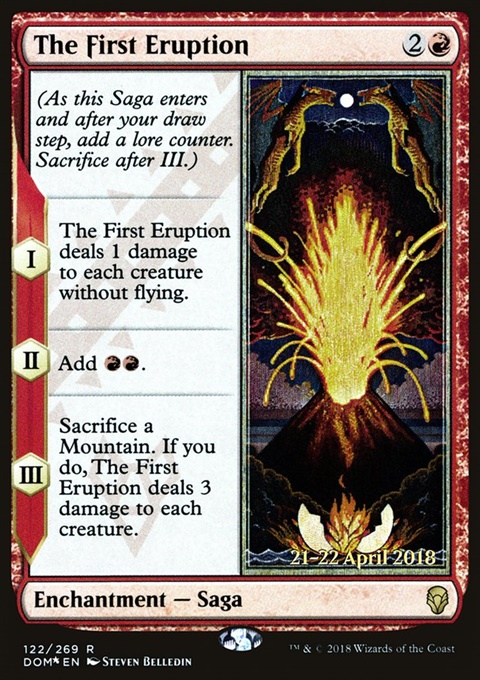 The First Eruption 2
(As this Saga enters
and after your draw
step, add a lore counter.
Sacrifice after III.)
I
The First Eruption
deals 1 damage
to each creature
without flying.
II
Add .
III
Sacrifice a
Mountain. If you
do, The First
Eruption deals 3
damage to each
creature.
21-22 April 2018
Enchantment — Saga
122/269 R
DOM★EN Steven Belledin
™ & © 2018 Wizards of the Coast